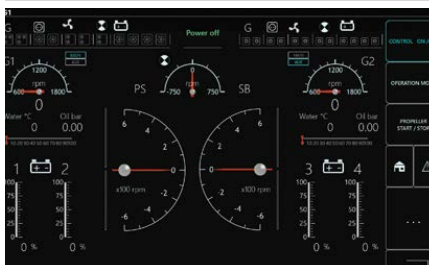 G1
G
G
Power off
CONTROL ON
G1
1200
rpm
600 1800
0
PS
rpm
-750 750
0
SB
1200
rpm
600 1800
0
G2
OPERATION MO
Water °C Oil bar
0 0.00
Water °C Oil bar
0 0.00
PROPELLER
START / STOP
6
4
2
0
-2
-4
-6
x100 rpm
6
4
2
0
-2
-4
-6
x100 rpm
1 2
3 4
100 100
75 75
50 50
25 25
0 0
0 % 0 %
100 100
75 75
50 50
25 25
0 0
0 % 0 %
...